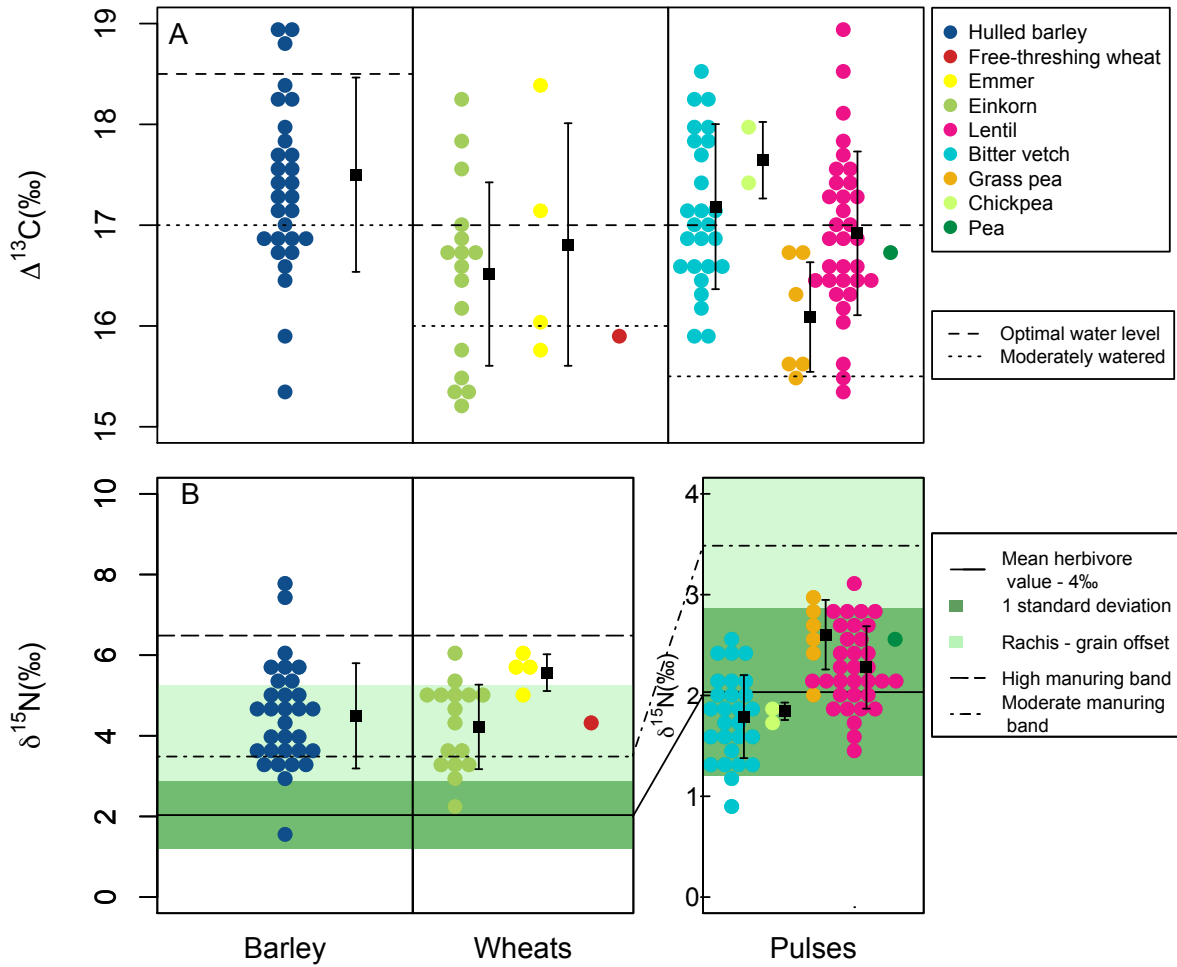 A
19
18
17
16
15
Δ¹³C(‰)
Hulled barley
Free-threshing wheat
Emmer
Einkorn
Lentil
Bitter vetch
Grass pea
Chickpea
Pea
Optimal water level
Moderately watered
B
10
8
6
4
2
0
δ¹⁵N(‰)
4
3
2
1
0
δ¹⁵N(‰)
Mean herbivore
value - 4‰
1 standard deviation
Rachis - grain offset
High manuring band
Moderate manuring
band
Barley
Wheats
Pulses